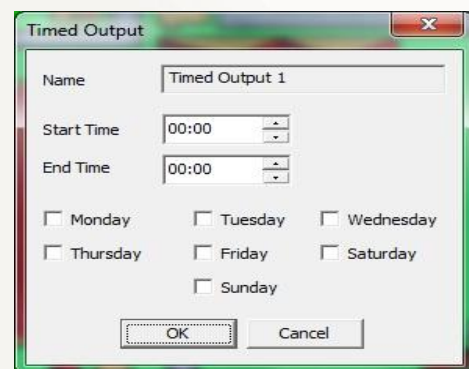 Timed Output
Name Timed Output 1
Start Time 00:00
End Time 00:00
Monday Tuesday Wednesday
Thursday Friday Saturday
Sunday
OK Cancel